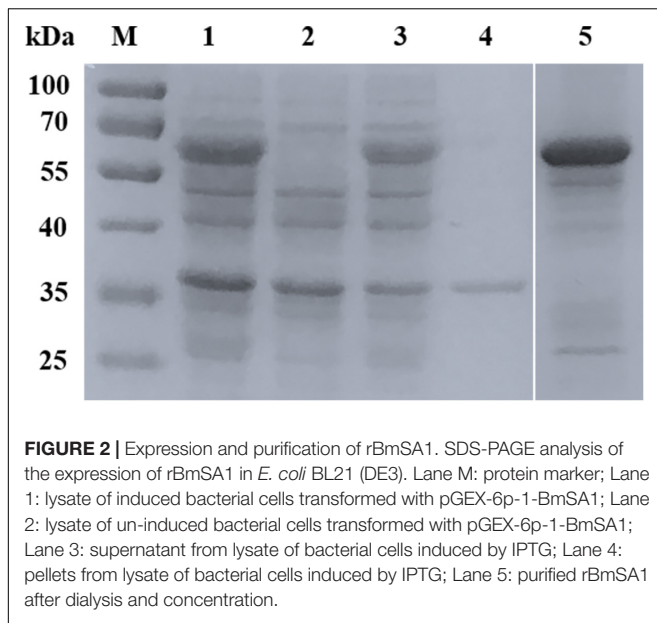 kDa M 1 2 3 4 5
100
70
55
40
35
25
FIGURE 2 | Expression and purification of rBmSA1. SDS-PAGE analysis of
the expression of rBmSA1 in E. coli BL21 (DE3). Lane M: protein marker; Lane
1: lysate of induced bacterial cells transformed with pGEX-6p-1-BmSA1; Lane
2: lysate of un-induced bacterial cells transformed with pGEX-6p-1-BmSA1;
Lane 3: supernatant from lysate of bacterial cells induced by IPTG; Lane 4:
pellets from lysate of bacterial cells induced by IPTG; Lane 5: purified rBmSA1
after dialysis and concentration.